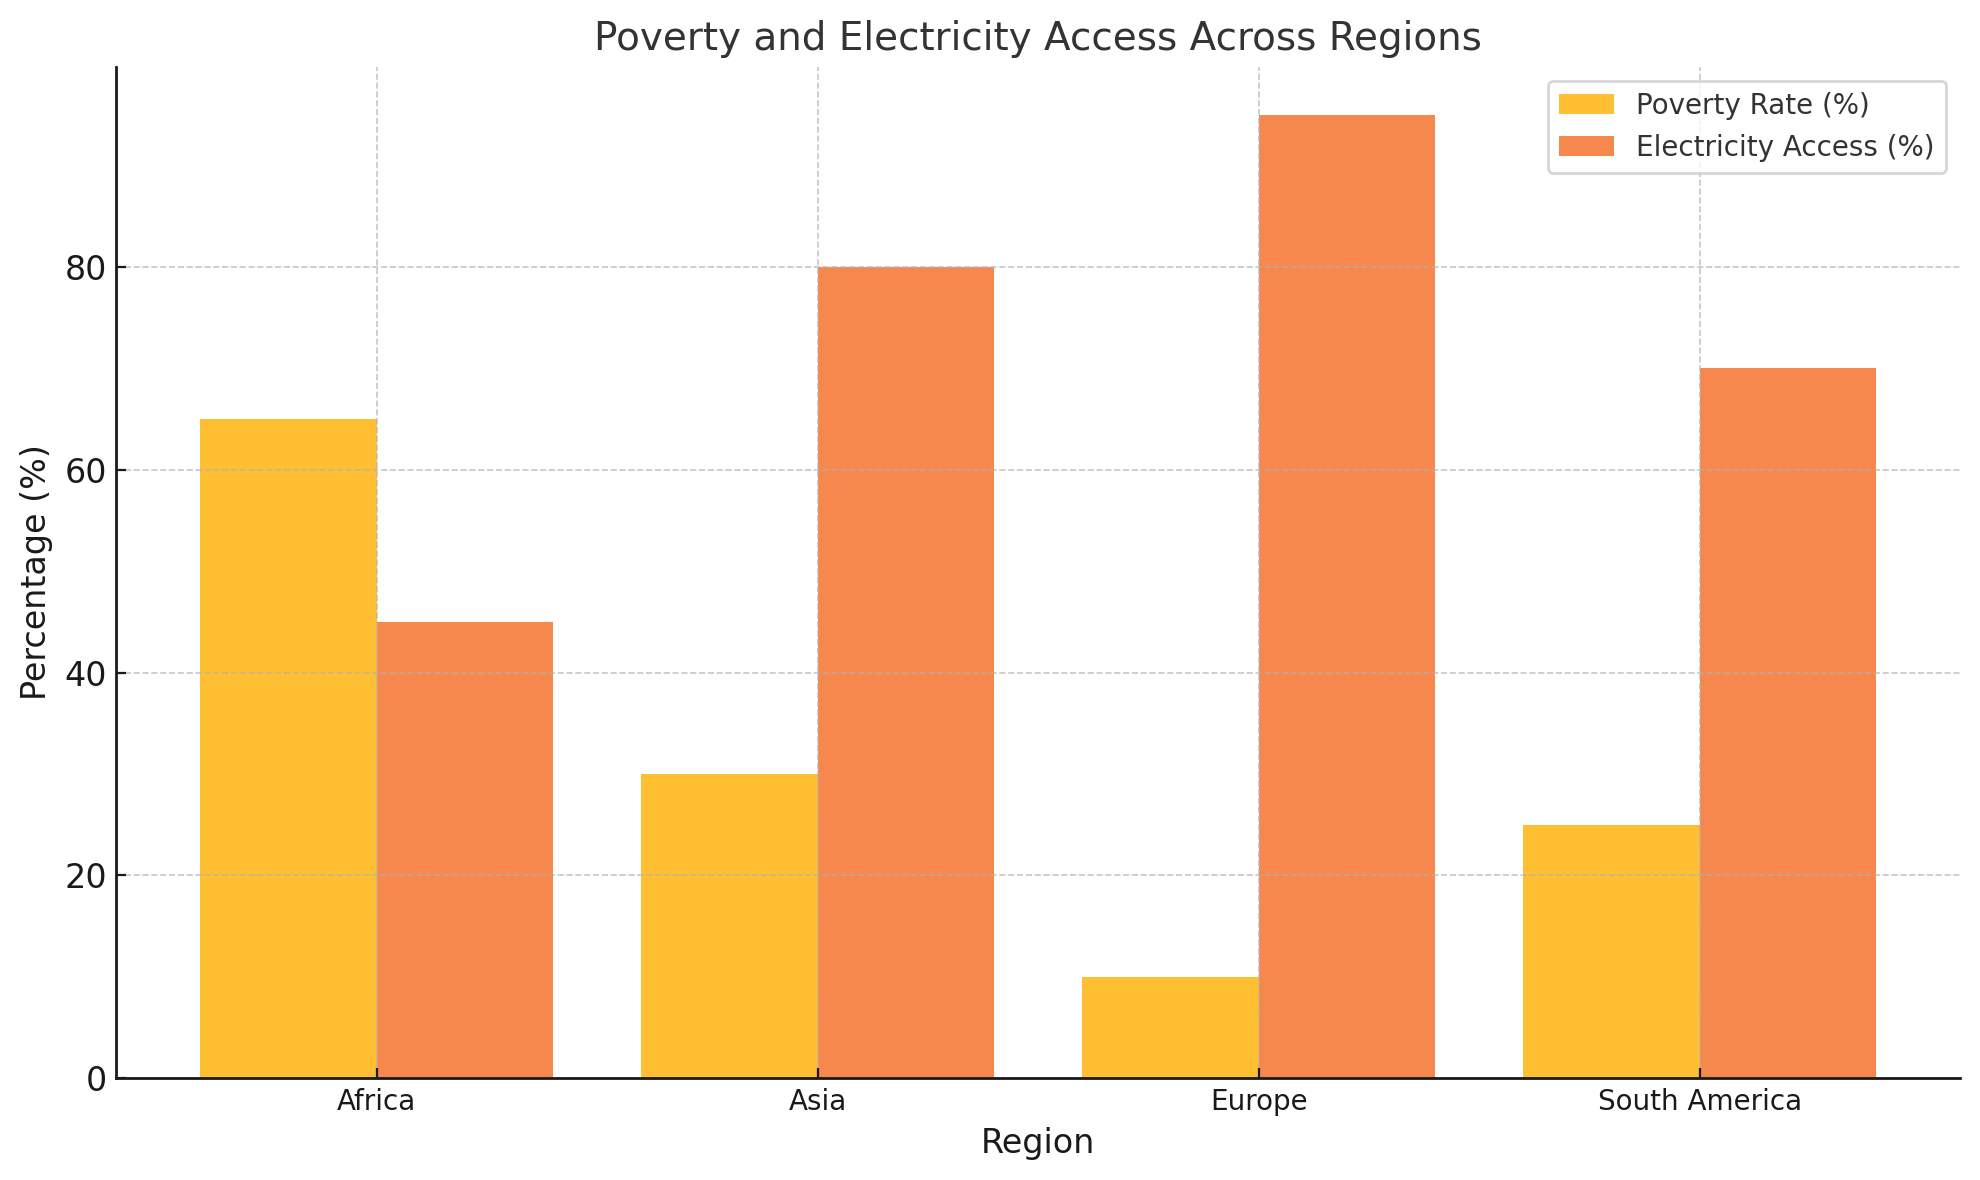 Poverty and Electricity Access Across Regions
Poverty Rate (%)
Electricity Access (%)
Percentage (%)
80
60
40
20
0
Africa
Asia
Europe
South America
Region